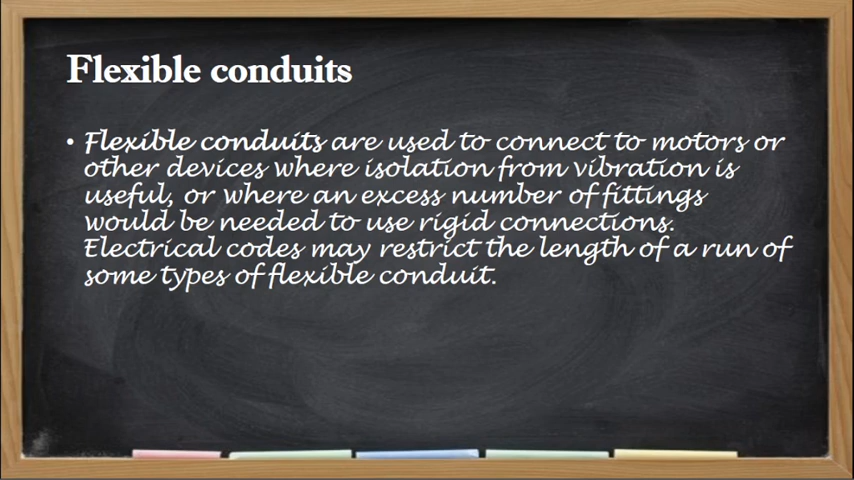 Flexible conduits
• Flexible conduits are used to connect to motors or
other devices where isolation from vibration is
useful, or where an excess number of fittings
would be needed to use rigid connections.
Electrical codes may restrict the length of a run of
some types of flexible conduit.